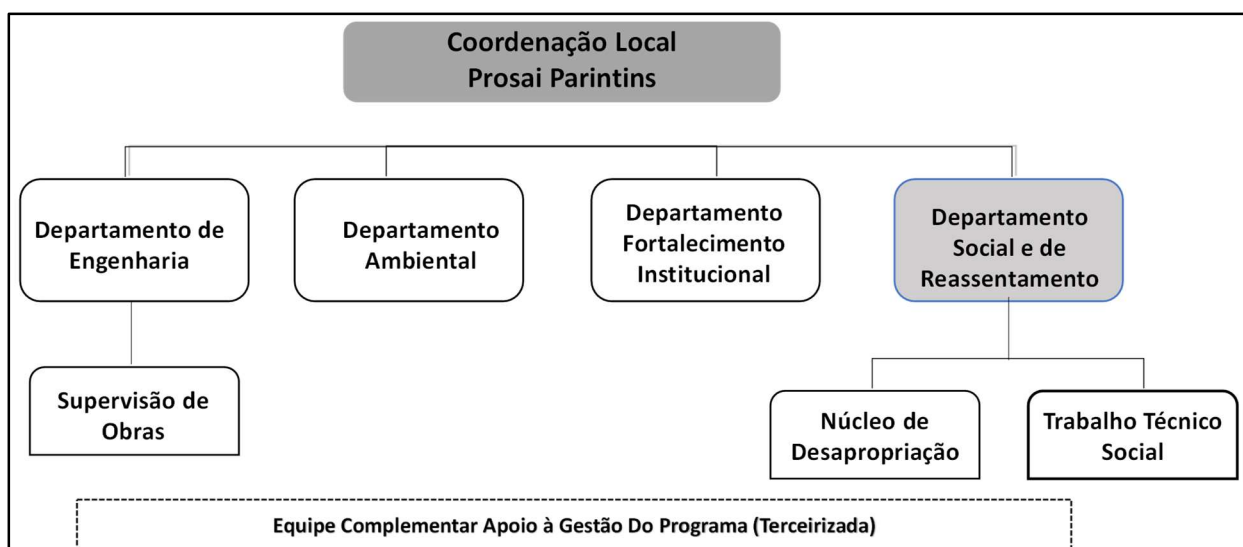 Coordenação Local
Prosai Parintins
Departamento de
Engenharia
Departamento
Ambiental
Departamento
Fortalecimento
Institucional
Departamento
Social e de
Reassentamento
Supervisão de
Obras
Núcleo de
Desapropriação
Trabalho Técnico
Social
Equipe Complementar Apoio à Gestão Do Programa (Terceirizada)